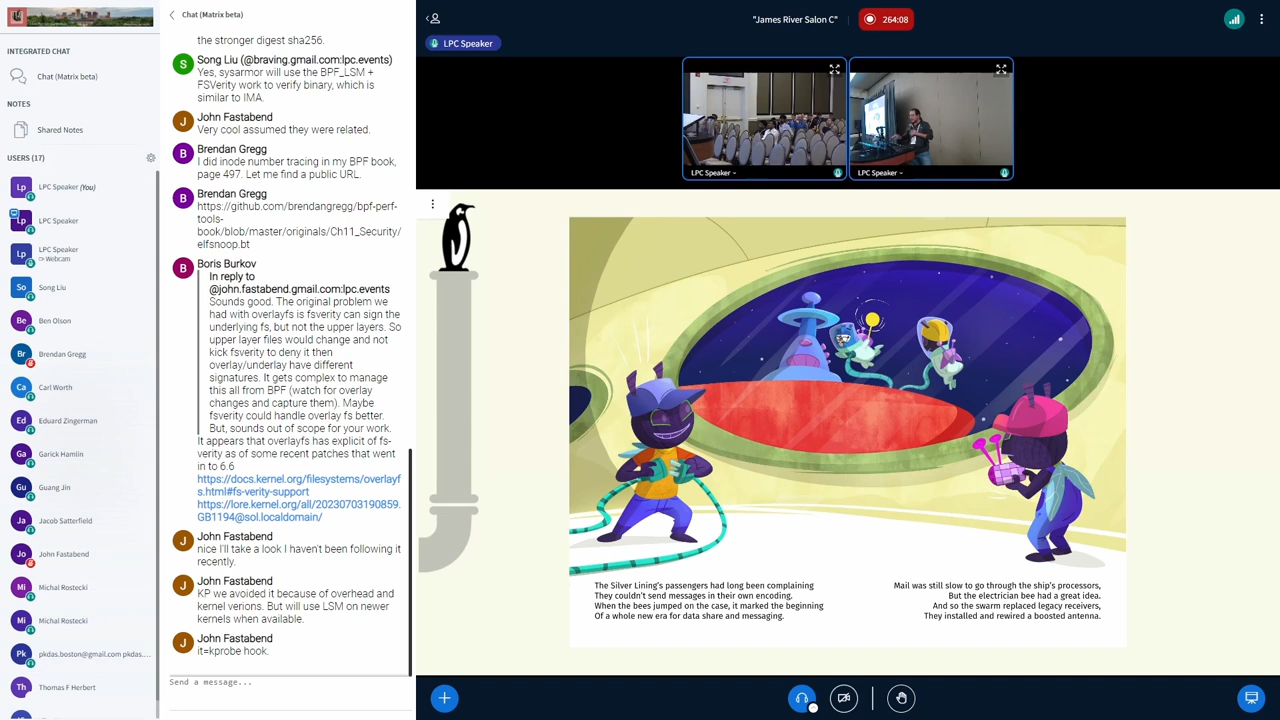 INTEGRATED CHAT
Chat (Matrix beta)
NOTES
Shared Notes
USERS (17)
Lp
LPC Speaker (You)
Lp
LPC Speaker
Lp
LPC Speaker
Webcam
So
Song Liu
Be
Ben Olson
Br
Brendan Gregg
Ca
Carl Worth
Ed
Eduard Zingerman
Ga
Garick Hamlin
Gu
Guang Jin
Ja
Jacob Satterfield
Jo
John Fastabend
Mi
Michal Rostecki
Mi
Michal Rostecki
Pk
pkdas.boston@gmail.com pkdas....
Th
Thomas F Herbert
Chat (Matrix beta)
the stronger digest sha256.
S
Song Liu (@braving.gmail.com:lpc.events)
Yes, sysarmor will use the BPF_LSM +
FSVerity work to verify binary, which is
similar to IMA.
J
John Fastabend
Very cool assumed they were related.
B
Brendan Gregg
I did inode number tracing in my BPF book,
page 497. Let me find a public URL.
B
Brendan Gregg
https://github.com/brendangregg/bpf-perf-
tools-
book/blob/master/originals/Ch11_Security/
elfsnoop.bt
B
Boris Burkov
In reply to
@john.fastabend.gmail.com:lpc.events
Sounds good. The original problem we
had with overlayfs is fsverity can sign the
underlying fs, but not the upper layers. So
upper layer files would change and not
kick fsverity to deny it then
overlay/underlay have different
signatures. It gets complex to manage
this all from BPF (watch for overlay
changes and capture them). Maybe
fsverity could handle overlay fs better.
But, sounds out of scope for your work.
It appears that overlayfs has explicit of fs-
verity as of some recent patches that went
in to 6.6
https://docs.kernel.org/filesystems/overlayf
s.html#fs-verity-support
https://lore.kernel.org/all/20230703190859.
GB1194@sol.localdomain/
J
John Fastabend
nice I'll take a look I haven't been following it
recently.
J
John Fastabend
KP we avoided it because of overhead and
kernel verions. But will use LSM on newer
kernels when available.
J
John Fastabend
it=kprobe hook.
Send a message...
"James River Salon C"
264:08
LPC Speaker
LPC Speaker
LPC Speaker
The Silver Lining's passengers had long been complaining
They couldn't send messages in their own encoding.
When the bees jumped on the case, it marked the beginning
Of a whole new era for data share and messaging.
Mail was still slow to go through the ship's processors,
But the electrician bee had a great idea.
And so the swarm replaced legacy receivers,
They installed and rewired a boosted antenna.